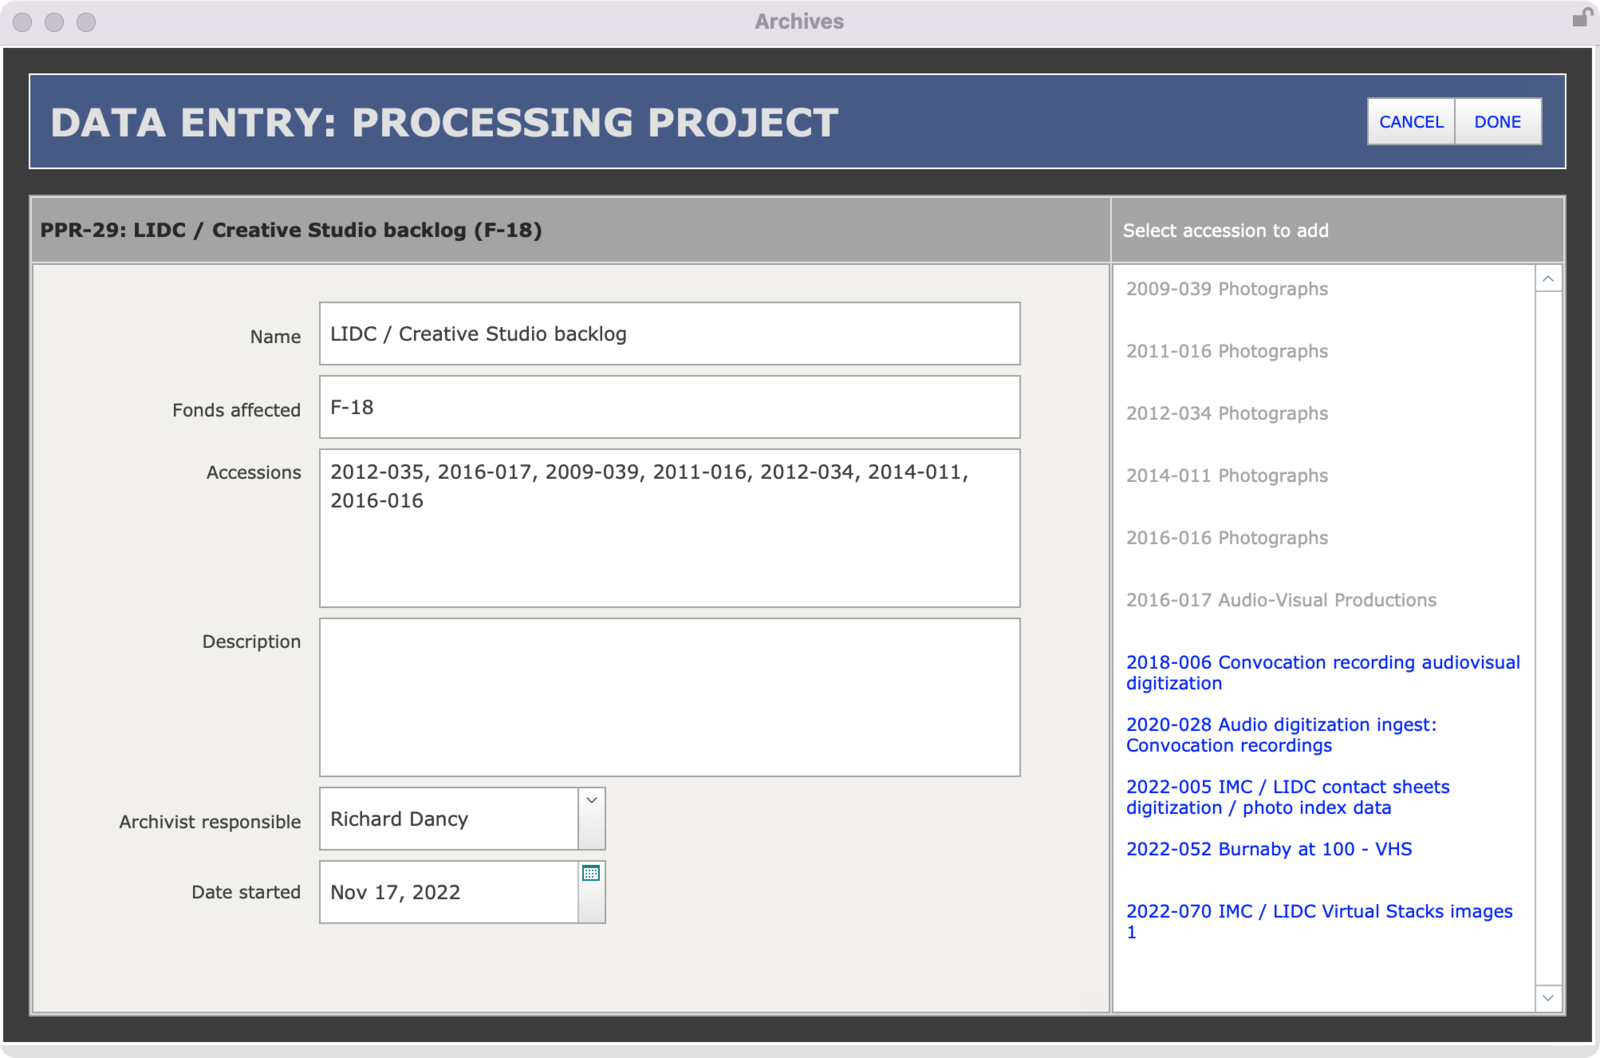 Archives
DATA ENTRY: PROCESSING PROJECT
CANCEL
DONE
PPR-29: LIDC / Creative Studio backlog (F-18)
Select accession to add
Name
LIDC / Creative Studio backlog
Fonds affected
F-18
Accessions
2012-035, 2016-017, 2009-039, 2011-016, 2012-034, 2014-011,
2016-016
Description
Archivist responsible
Richard Dancy
Date started
Nov 17, 2022
2009-039 Photographs
2011-016 Photographs
2012-034 Photographs
2014-011 Photographs
2016-016 Photographs
2016-017 Audio-Visual Productions
2018-006 Convocation recording audiovisual
digitization
2020-028 Audio digitization ingest:
Convocation recordings
2022-005 IMC / LIDC contact sheets
digitization / photo index data
2022-052 Burnaby at 100 - VHS
2022-070 IMC / LIDC Virtual Stacks images
1